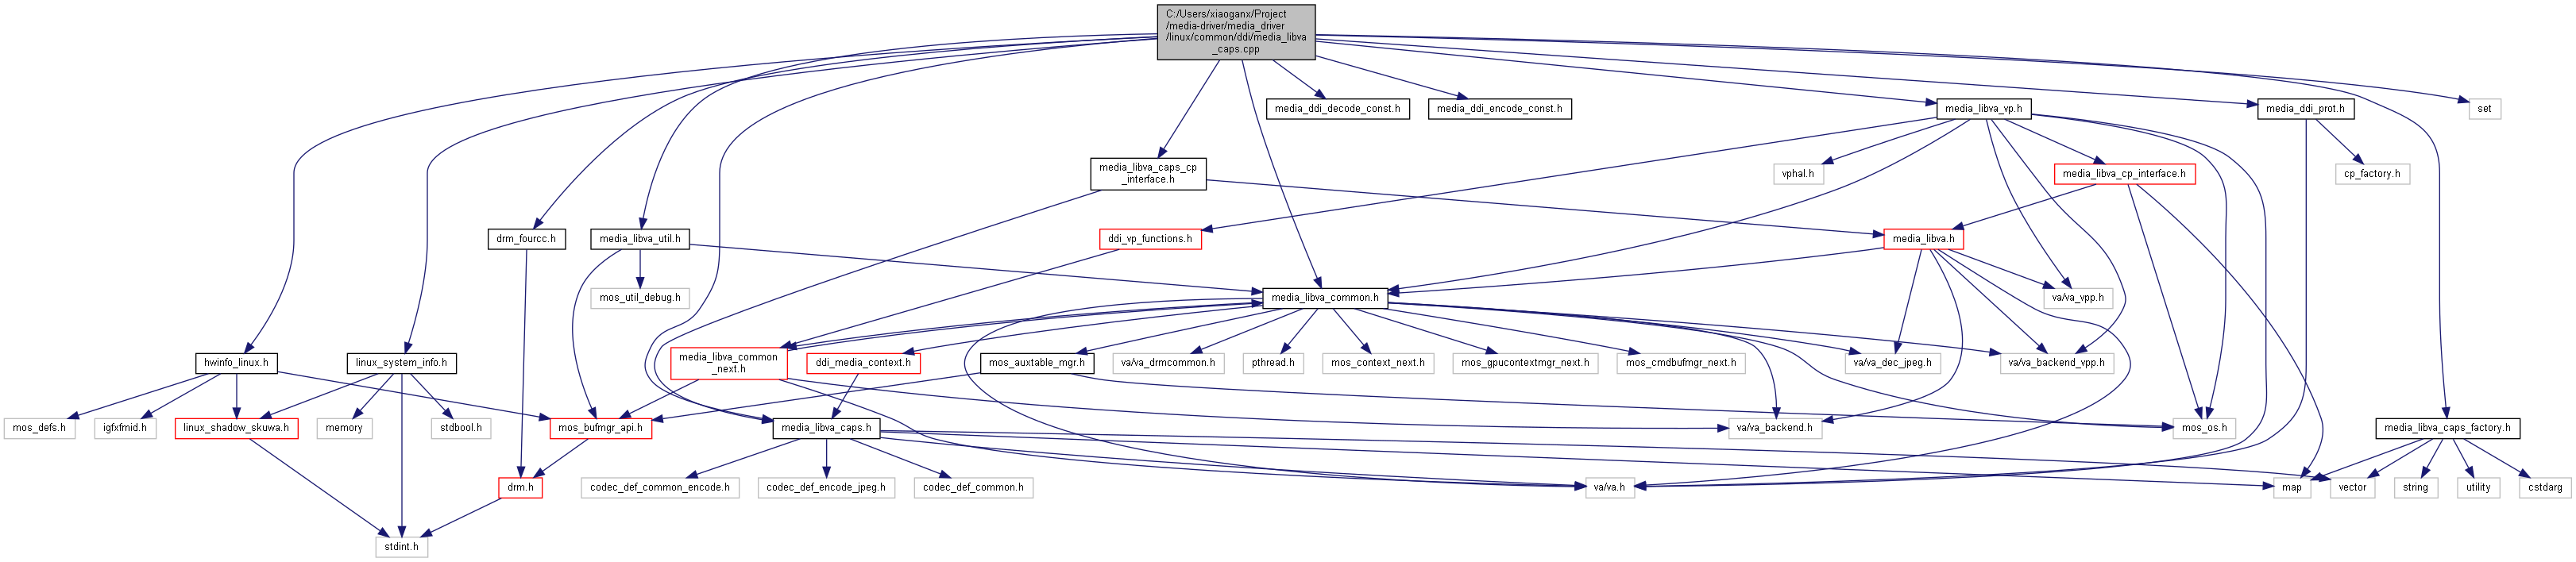 C:/Users/xiaoganx/Project
/media-driver/media_driver
/linux/common/ddi/media_libva
_caps.cpp
media_ddi_decode_const.h
media_ddi_encode_const.h
media_libva_vp.h
media_ddi_prot.h
set
media_libva_caps_cp
_interface.h
vphal.h
media_libva_cp_interface.h
cp_factory.h
drm_fourcc.h
media_libva_util.h
ddi_vp_functions.h
media_libva.h
mos_util_debug.h
media_libva_common.h
va/va_vpp.h
hwinfo_linux.h
linux_system_info.h
media_libva_common
_next.h
ddi_media_context.h
mos_auxtable_mgr.h
va/va_drmcommon.h
pthread.h
mos_context_next.h
mos_gpucontextmgr_next.h
mos_cmdbufmgr_next.h
va/va_dec_jpeg.h
va/va_backend_vpp.h
mos_defs.h
igfxfmid.h
linux_shadow_skuwa.h
memory
stdbool.h
mos_bufmgr_api.h
media_libva_caps.h
va/va_backend.h
mos_os.h
media_libva_caps_factory.h
drm.h
codec_def_common_encode.h
codec_def_encode_jpeg.h
codec_def_common.h
va/va.h
map
vector
string
utility
cstdarg
stdint.h